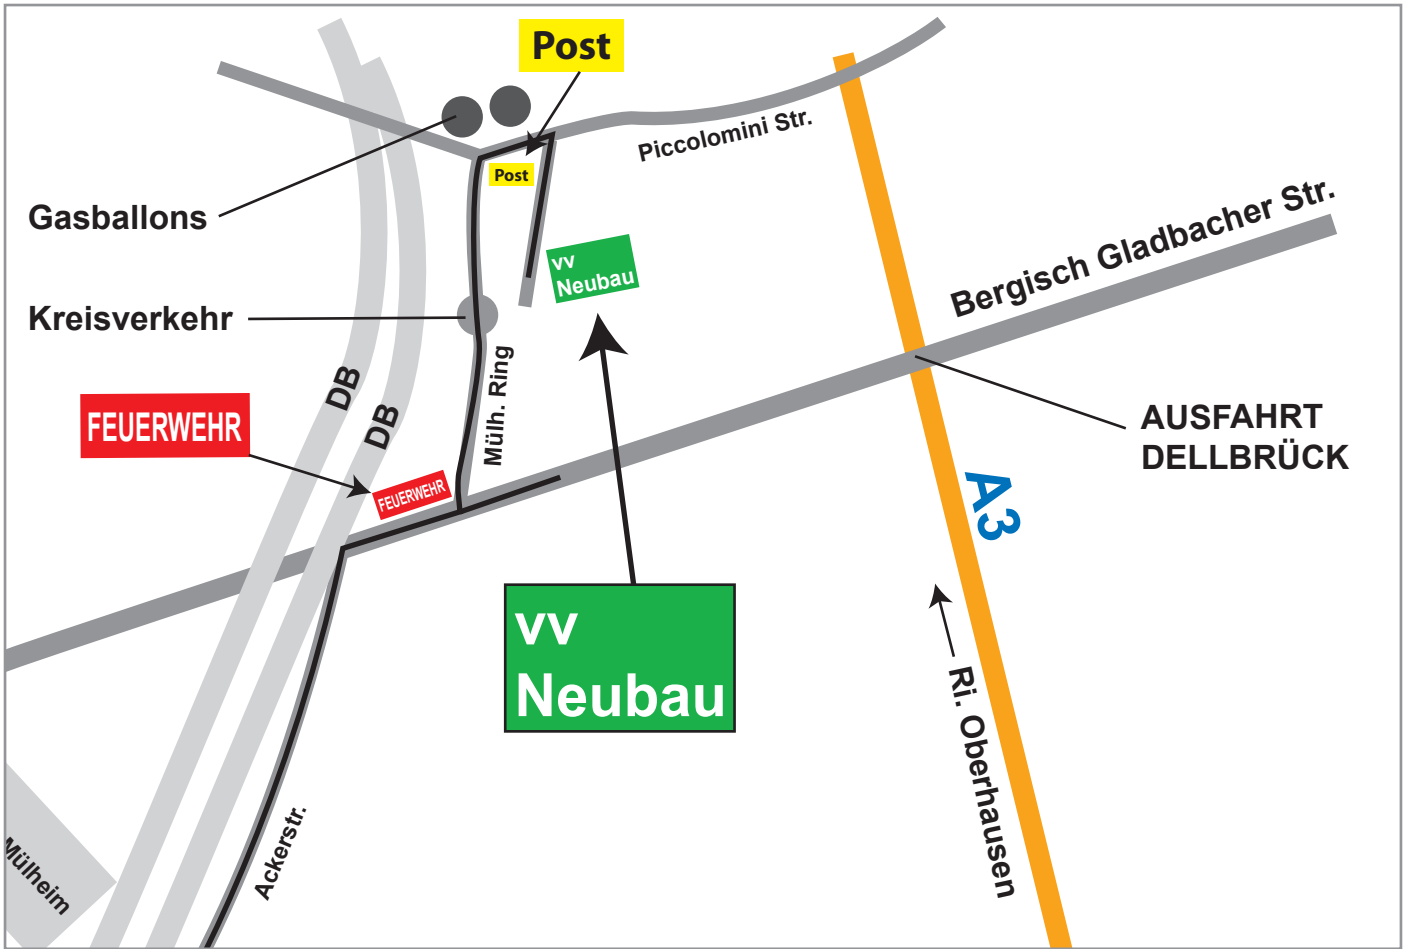 Post
Piccolomini Str.
Post
Gasballons
Bergisch Gladbacher Str.
vv
Neubau
Kreisverkehr
DB
DB
Mülh. Ring
FEUERWEHR
FEUERWEHR
AUSFAHRT
DELLBRÜCK
A3
vv
Neubau
Ri. Oberhausen
Ackerstr.
Mülheim